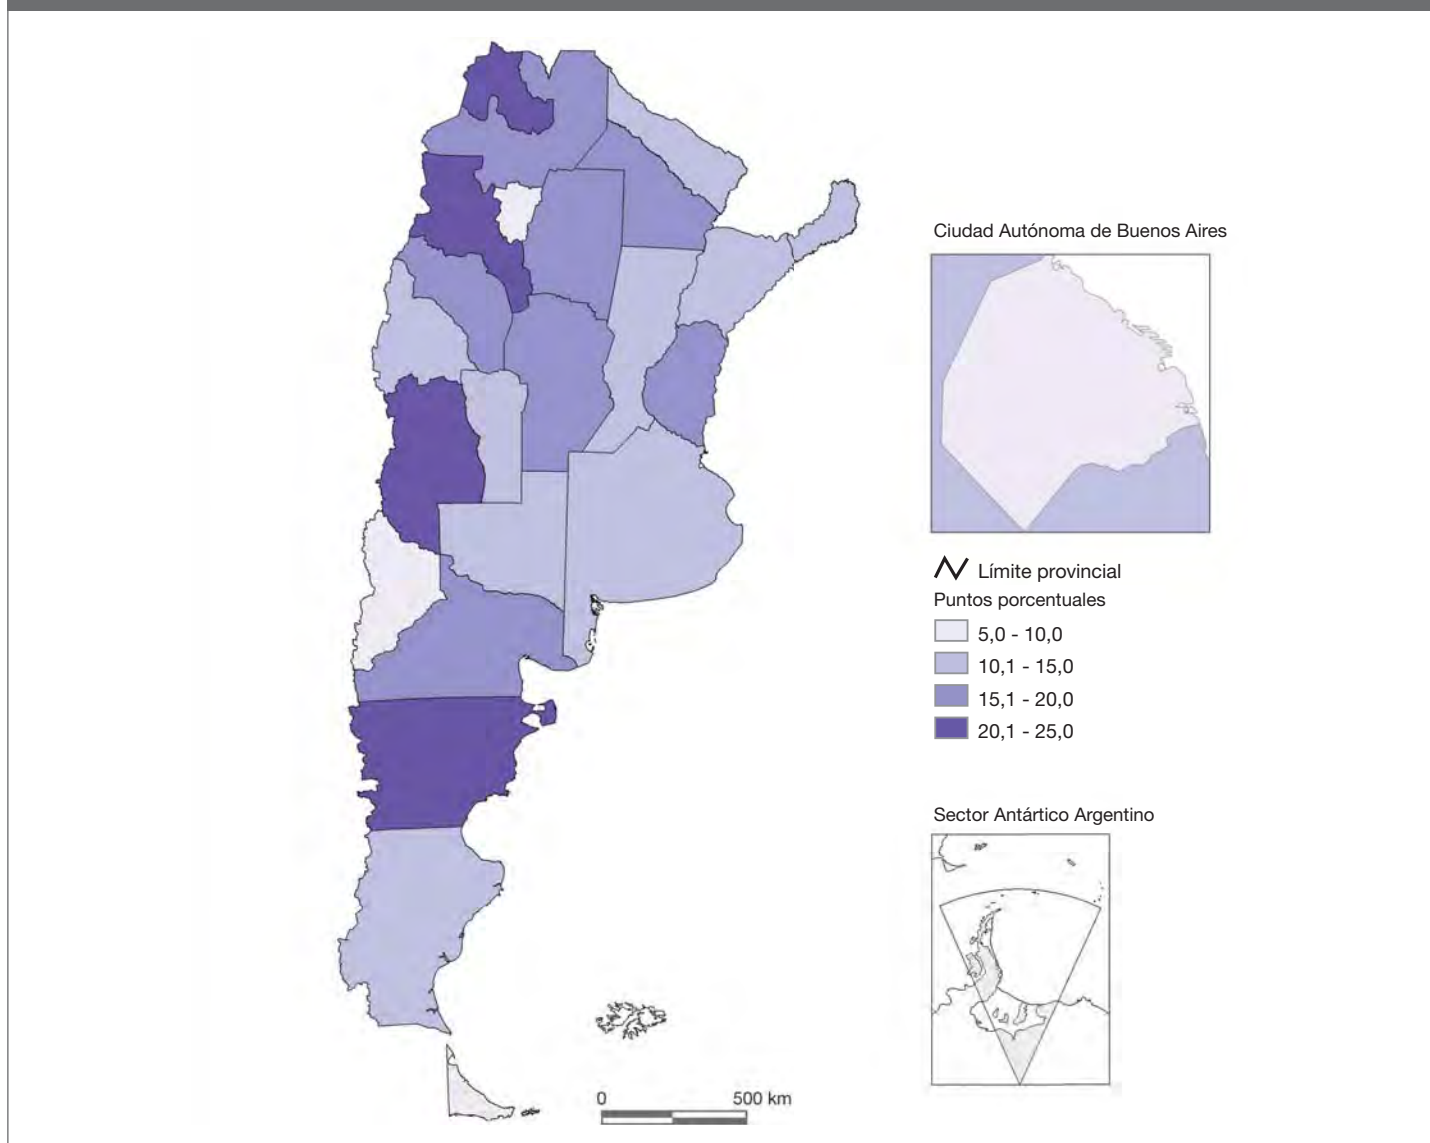 Ciudad Autónoma de Buenos Aires
Límite provincial
Puntos porcentuales
5,0 - 10,0
10,1 - 15,0
15,1 - 20,0
20,1 - 25,0
Sector Antártico Argentino
0 500 km